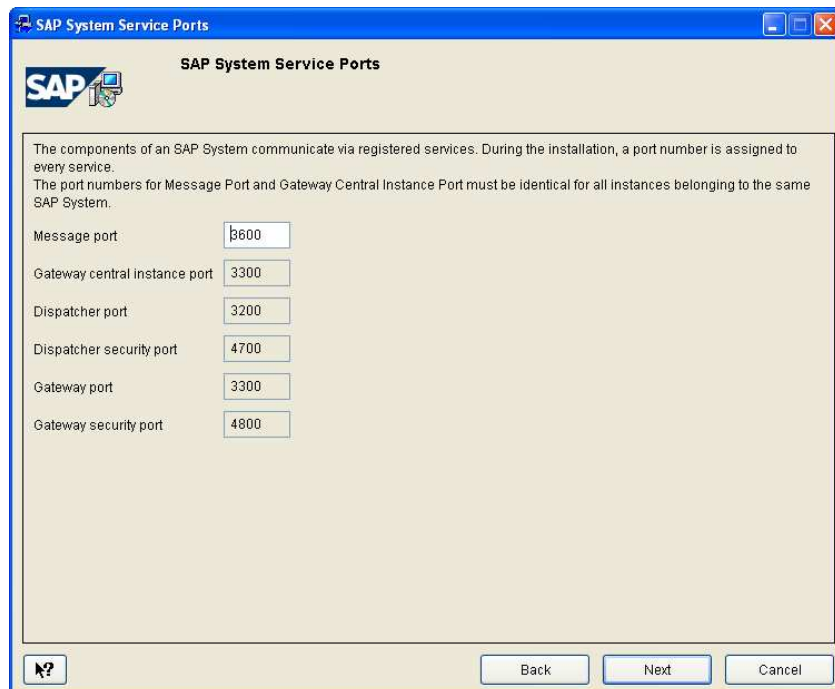 SAP System Service Ports
SAP System Service Ports
SAP
The components of an SAP System communicate via registered services. During the installation, a port number is assigned to
every service.
The port numbers for Message Port and Gateway Central Instance Port must be identical for all instances belonging to the same
SAP System.
Message port 3600
Gateway central instance port 3300
Dispatcher port 3200
Dispatcher security port 4700
Gateway port 3300
Gateway security port 4800
? Back Next Cancel